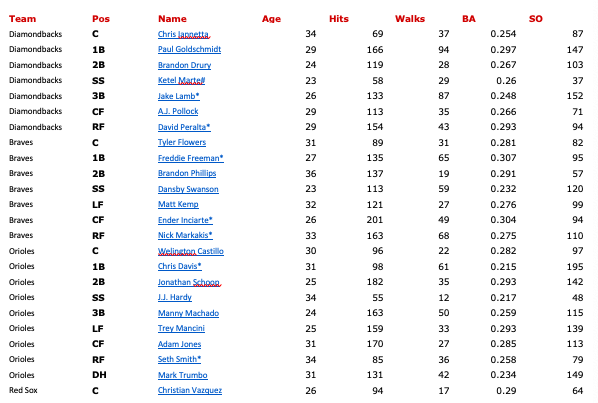 Team Pos Name Age Hits Walks BA SO
Diamondbacks C Chris Iannetta, 34 69 37 0.254 87
Diamondbacks 1B Paul Goldschmidt 29 166 94 0.297 147
Diamondbacks 2B Brandon Drury 24 119 28 0.267 103
Diamondbacks SS Ketel Marte# 23 58 29 0.26 37
Diamondbacks 3B Jake Lamb* 26 133 87 0.248 152
Diamondbacks CF A.J. Pollock 29 113 35 0.266 71
Diamondbacks RF David Peralta* 29 154 43 0.293 94
Braves C Tyler Flowers 31 89 31 0.281 82
Braves 1B Freddie Freeman* 27 135 65 0.307 95
Braves 2B Brandon Phillips 36 137 19 0.291 57
Braves SS Dansby Swanson 23 113 59 0.232 120
Braves LF Matt Kemp 32 121 27 0.276 99
Braves CF Ender Inciarte* 26 201 49 0.304 94
Braves RF Nick Markakis* 33 163 68 0.275 110
Orioles C Welington Castillo 30 96 22 0.282 97
Orioles 1B Chris Davis* 31 98 61 0.215 195
Orioles 2B Jonathan Schoop, 25 182 35 0.293 142
Orioles SS J.J. Hardy 34 55 12 0.217 48
Orioles 3B Manny Machado 24 163 50 0.259 115
Orioles LF Trey Mancini 25 159 33 0.293 139
Orioles CF Adam Jones 31 170 27 0.285 113
Orioles RF Seth Smith* 34 85 36 0.258 79
Orioles DH Mark Trumbo 31 131 42 0.234 149
Red Sox C Christian Vazquez 26 94 17 0.29 64